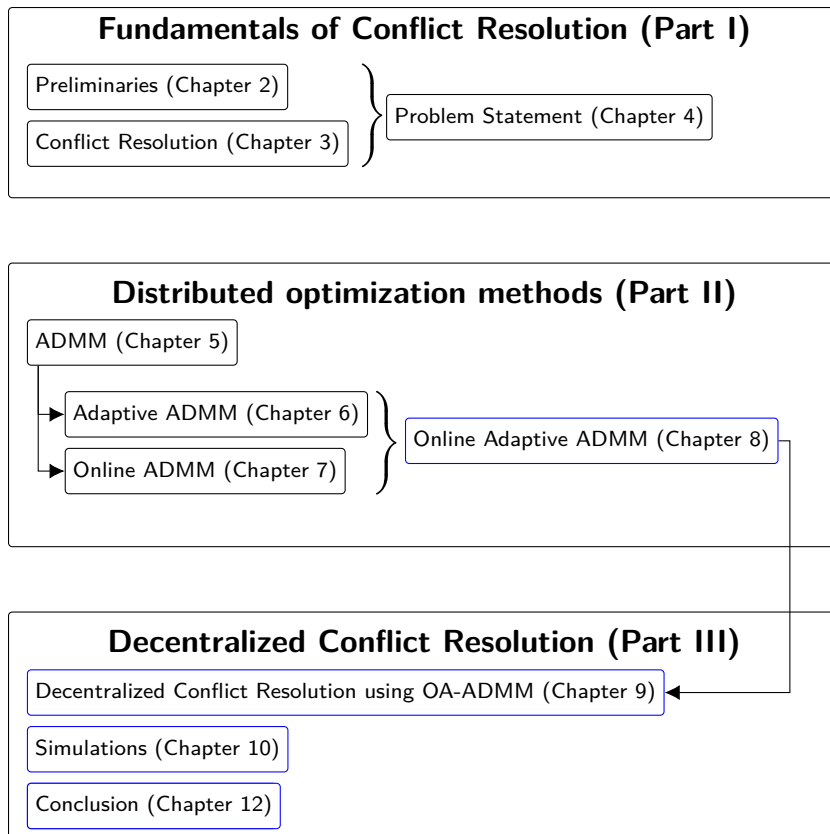 Fundamentals of Conflict Resolution (Part I)
Preliminaries (Chapter 2)
Conflict Resolution (Chapter 3)
Problem Statement (Chapter 4)
Distributed optimization methods (Part II)
ADMM (Chapter 5)
Adaptive ADMM (Chapter 6)
Online ADMM (Chapter 7)
Online Adaptive ADMM (Chapter 8)
Decentralized Conflict Resolution (Part III)
Decentralized Conflict Resolution using OA-ADMM (Chapter 9)
Simulations (Chapter 10)
Conclusion (Chapter 12)